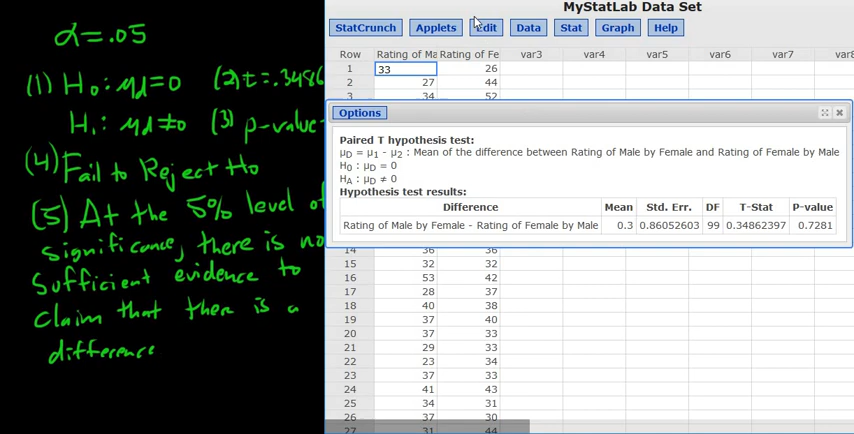 α = .05
(1) H₀: μd = 0 (2) t = .3486
H₁: μd ≠ 0 (3) p-value
(4) Fail to Reject H₀
(5) At the 5% level of
significance, there is no
sufficient evidence to
claim that there is a
difference
MyStatLab Data Set
StatCrunch Applets Edit Data Stat Graph Help
Row Rating of Ma Rating of Fe var3 var4 var5 var6 var7 var8
1 33 26
2 27 44
3 34 52
Options
Paired T hypothesis test:
μD = μ1 - μ2 : Mean of the difference between Rating of Male by Female and Rating of Female by Male
H₀ : μD = 0
HA : μD ≠ 0
Hypothesis test results:
Difference Mean Std. Err. DF T-Stat P-value
Rating of Male by Female - Rating of Female by Male 0.3 0.86052603 99 0.34862397 0.7281
14 36 36
15 32 32
16 53 42
17 28 37
18 40 38
19 37 40
20 37 33
21 29 33
22 23 34
23 37 33
24 41 43
25 34 31
26 37 30
27 31 44